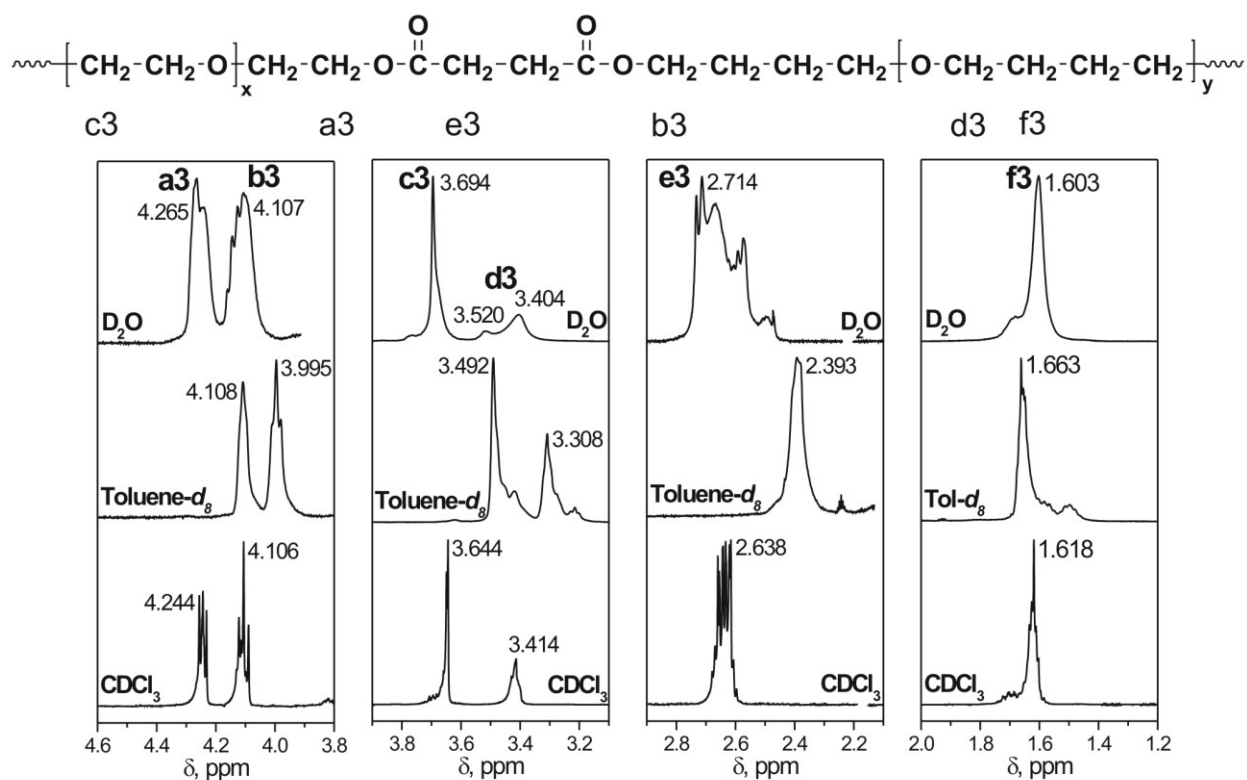 O O
[CH₂–CH₂–O]ₓCH₂–CH₂–O–C–CH₂–CH₂–C–O–CH₂–CH₂–CH₂–CH₂[O–CH₂–CH₂–CH₂–CH₂]y
c3 a3 e3 b3 d3 f3
a3 b3
4.265 4.107
D₂O
4.108 3.995
Toluene-d₈
4.106
4.244
CDCl₃
4.6 4.4 4.2 4.0 3.8
δ, ppm
c3 3.694
d3
3.520 3.404
D₂O
3.492
3.308
Toluene-d₈
3.644
3.414
CDCl₃
3.8 3.6 3.4 3.2
δ, ppm
e3 2.714
D₂O
2.393
Toluene-d₈
2.638
CDCl₃
2.8 2.6 2.4 2.2
δ, ppm
f3 1.603
D₂O
1.663
Tol-d₈
1.618
CDCl₃
2.0 1.8 1.6 1.4 1.2
δ, ppm